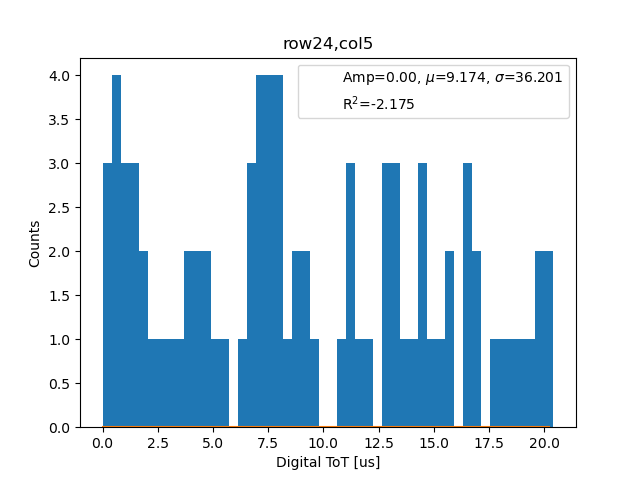 row24,col5
Amp=0.00, μ=9.174, σ=36.201
R²=-2.175
4.0
3.5
3.0
2.5
2.0
1.5
1.0
0.5
0.0
Counts
0.0 2.5 5.0 7.5 10.0 12.5 15.0 17.5 20.0
Digital ToT [us]